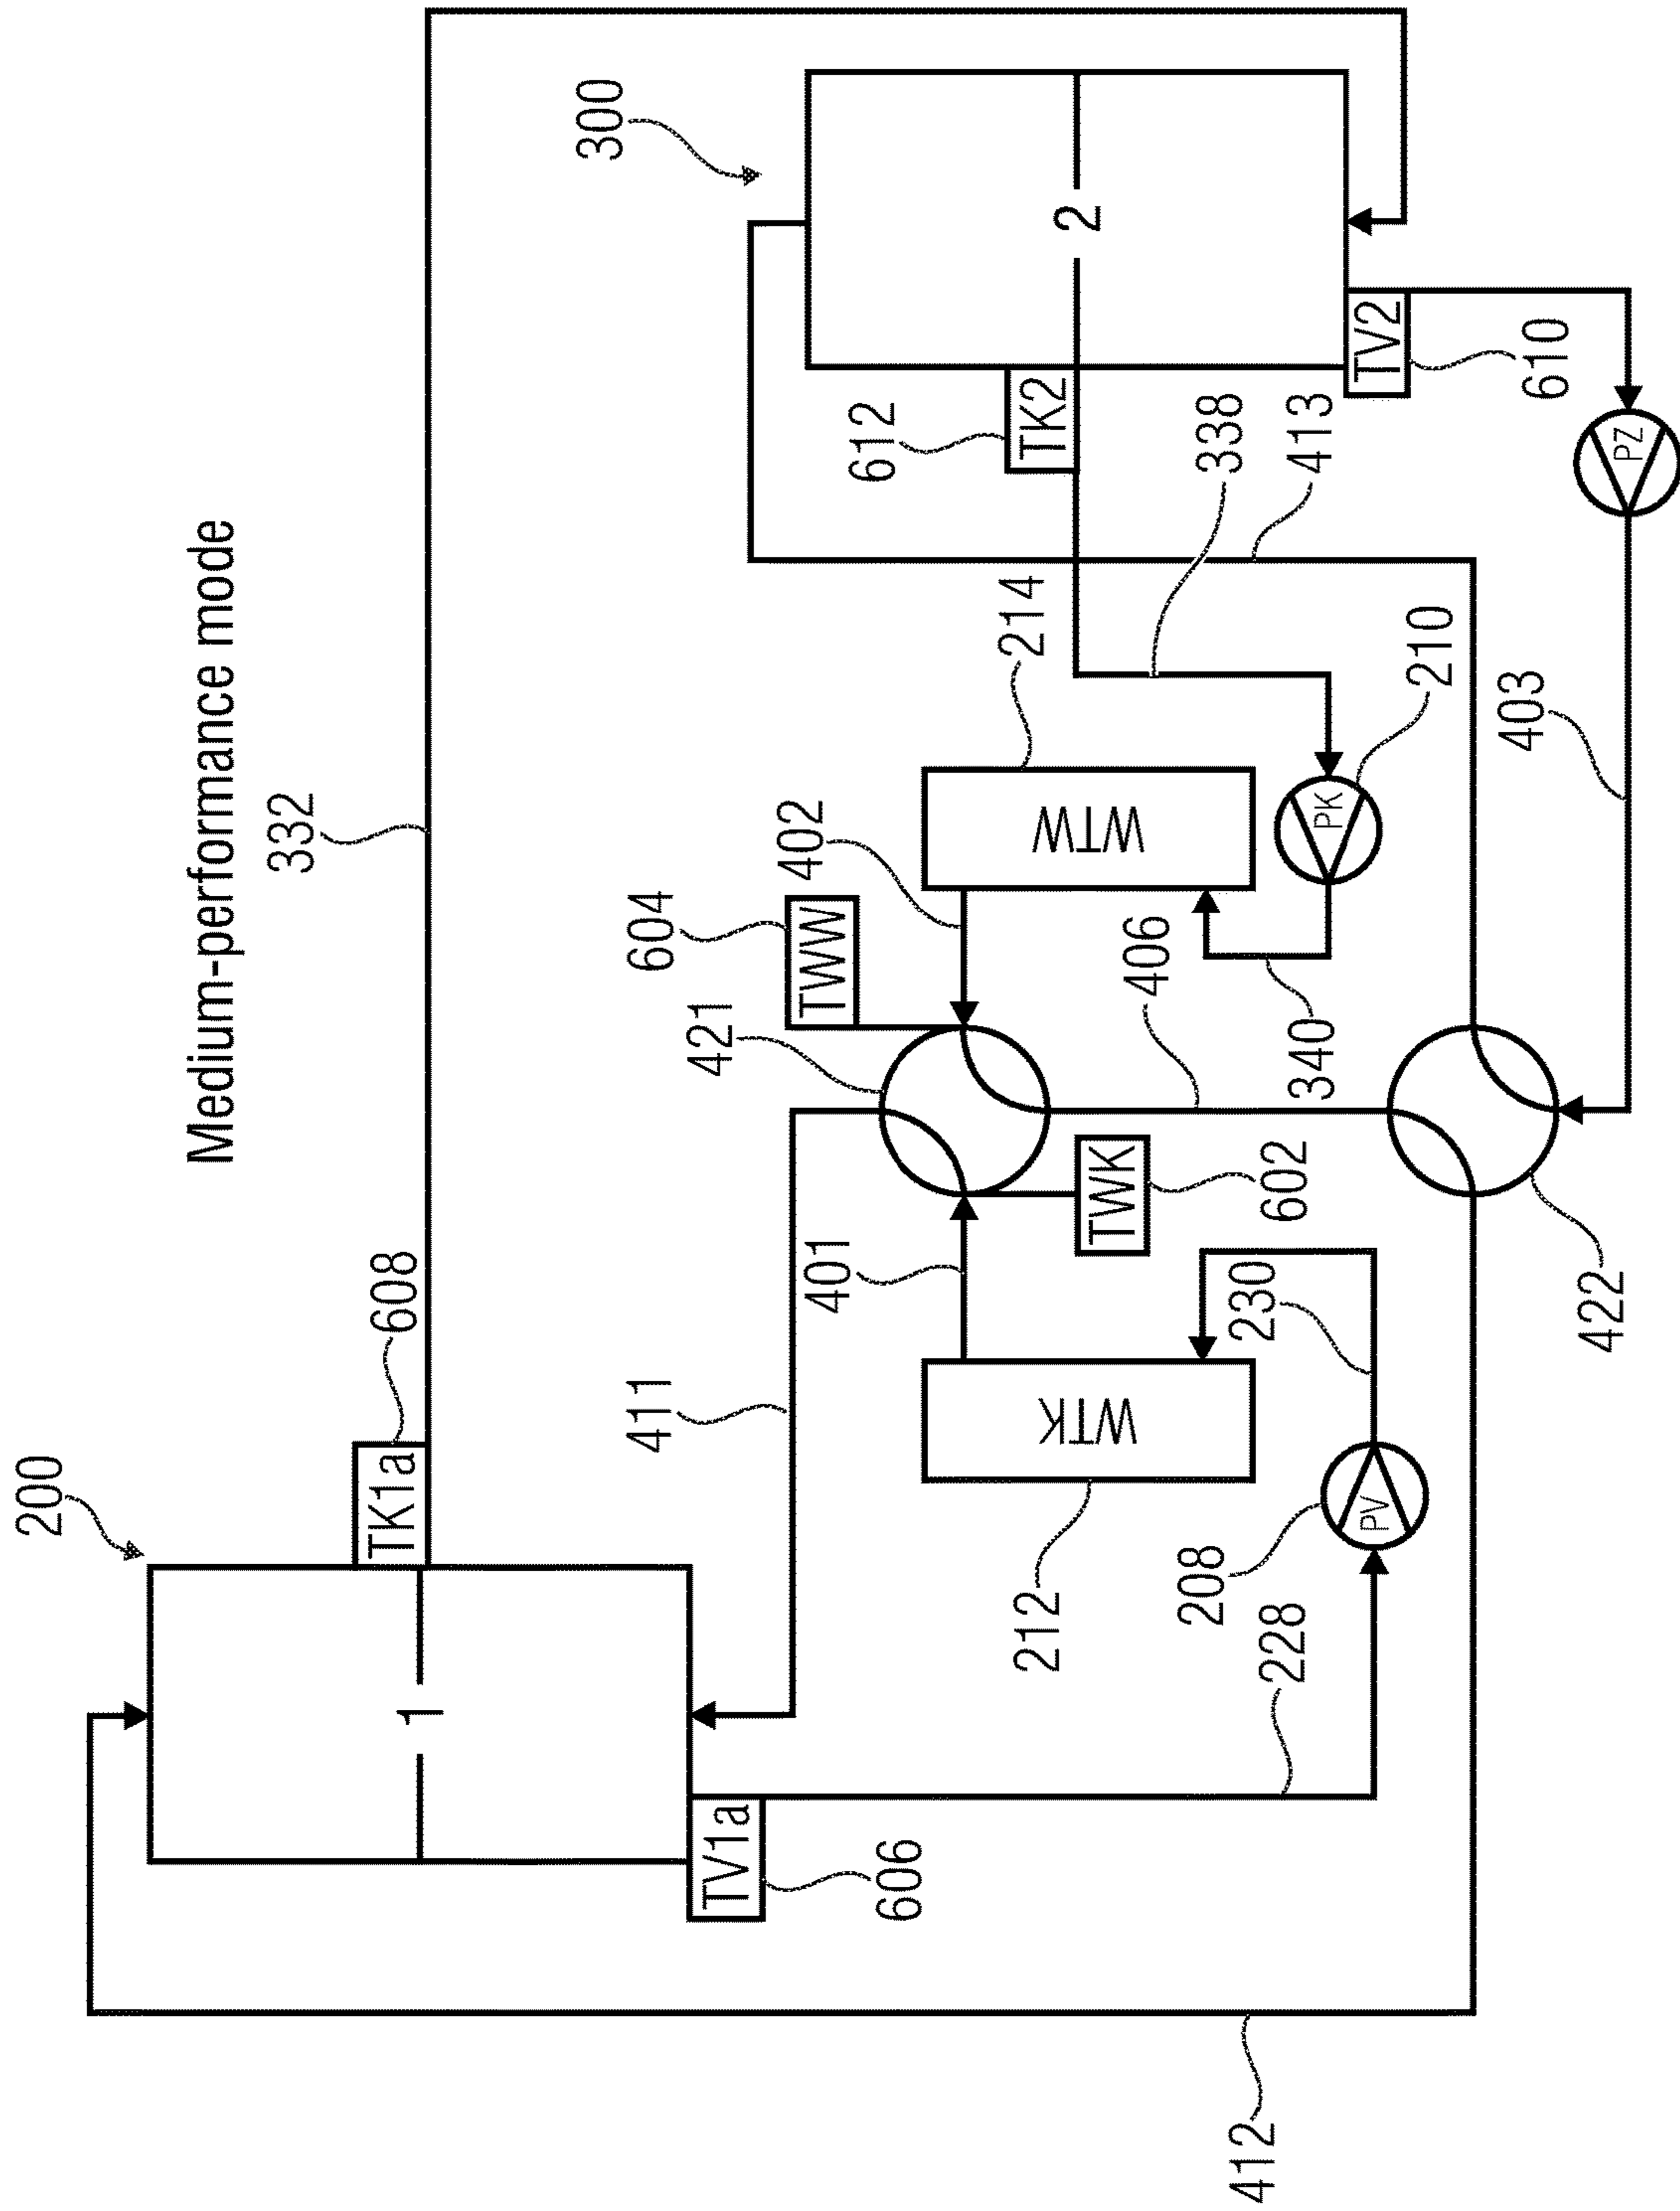 Medium-performance mode
200
TK1a
608
332
300
1
2
TV1a
606
411
TWW
604
402
214
TK2
612
421
401
WTK
212
TWK
602
WTW
338
413
TV2
610
406
340
PK
210
208
PV
230
228
403
PZ
422
412